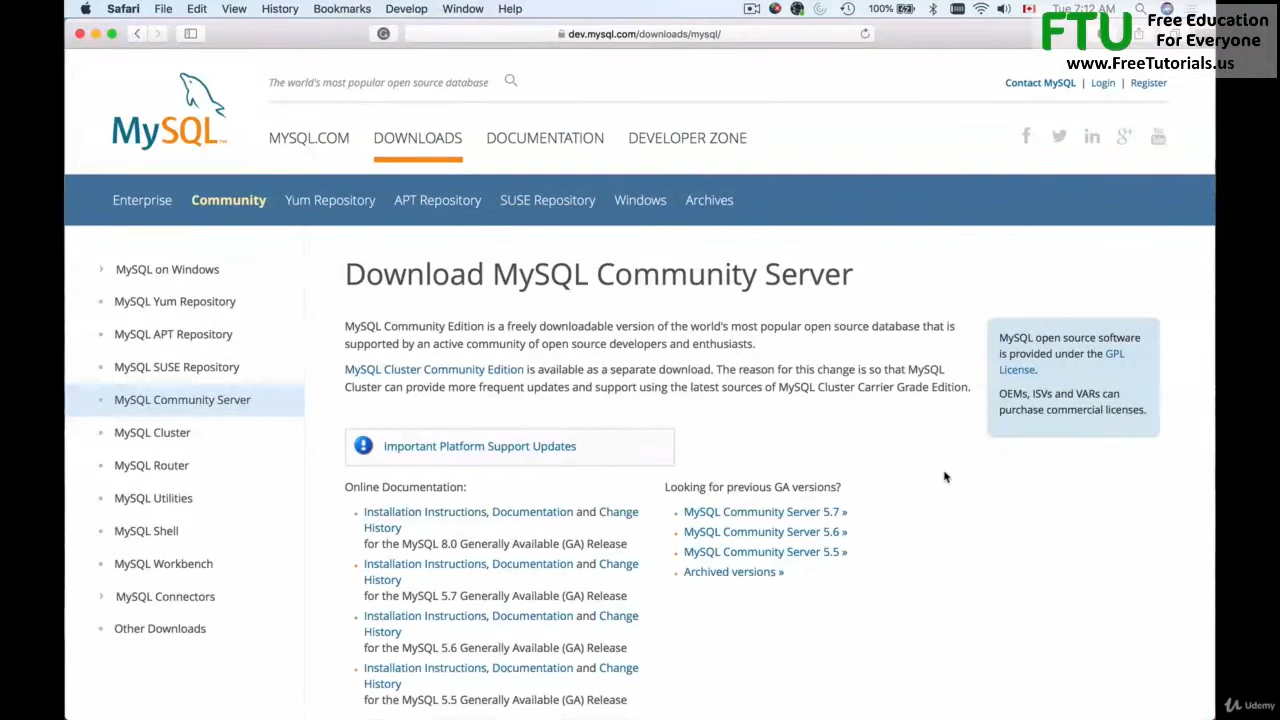 Safari File Edit View History Bookmarks Develop Window Help 100% Tue 7:12 AM
dev.mysql.com/downloads/mysql/
FTU Free Education For Everyone
www.FreeTutorials.us
MySQL
The world's most popular open source database
Contact MySQL | Login | Register
MYSQL.COM DOWNLOADS DOCUMENTATION DEVELOPER ZONE
Enterprise Community Yum Repository APT Repository SUSE Repository Windows Archives
MySQL on Windows
MySQL Yum Repository
MySQL APT Repository
MySQL SUSE Repository
MySQL Community Server
MySQL Cluster
MySQL Router
MySQL Utilities
MySQL Shell
MySQL Workbench
MySQL Connectors
Other Downloads
Download MySQL Community Server
MySQL Community Edition is a freely downloadable version of the world's most popular open source database that is
supported by an active community of open source developers and enthusiasts.
MySQL Cluster Community Edition is available as a separate download. The reason for this change is so that MySQL
Cluster can provide more frequent updates and support using the latest sources of MySQL Cluster Carrier Grade Edition.
MySQL open source software
is provided under the GPL
License.
OEMs, ISVs and VARs can
purchase commercial licenses.
Important Platform Support Updates
Online Documentation:
Installation Instructions, Documentation and Change
History
for the MySQL 8.0 Generally Available (GA) Release
Installation Instructions, Documentation and Change
History
for the MySQL 5.7 Generally Available (GA) Release
Installation Instructions, Documentation and Change
History
for the MySQL 5.6 Generally Available (GA) Release
Installation Instructions, Documentation and Change
History
for the MySQL 5.5 Generally Available (GA) Release
Looking for previous GA versions?
MySQL Community Server 5.7 »
MySQL Community Server 5.6 »
MySQL Community Server 5.5 »
Archived versions »
Udemy